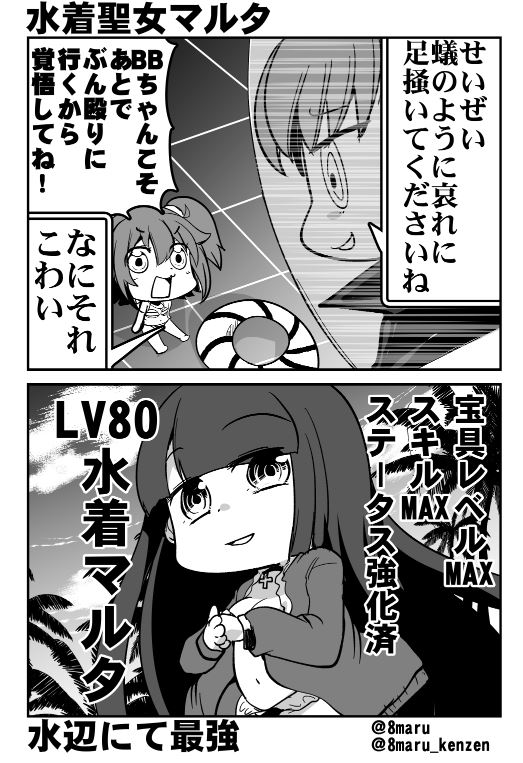 水着聖女マルタ
せいぜい
蟻のように哀れに
足掻いてくださいね
BBちゃんこそ
あとで
ぶん殴りに
行くから
覚悟してね!
なにそれ
こわい
宝具レベルMAX
スキルMAX
ステータス強化済
LV80
水着マルタ
水辺にて最強
@8maru
@8maru_kenzen